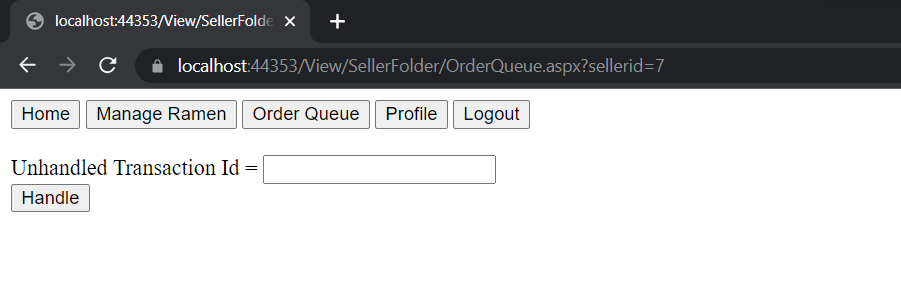 localhost:44353/View/SellerFolde
localhost:44353/View/SellerFolder/OrderQueue.aspx?sellerid=7
Home Manage Ramen Order Queue Profile Logout
Unhandled Transaction Id =
Handle